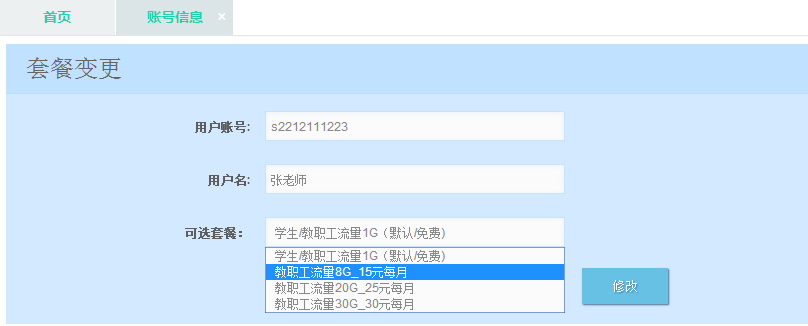 首页 账号信息 ×
套餐变更
用户账号: s2212111223
用户名: 张老师
可选套餐: 学生/教职工流量1G（默认/免费）
学生/教职工流量1G（默认/免费）
教职工流量8G_15元每月
教职工流量20G_25元每月
教职工流量30G_30元每月
修改